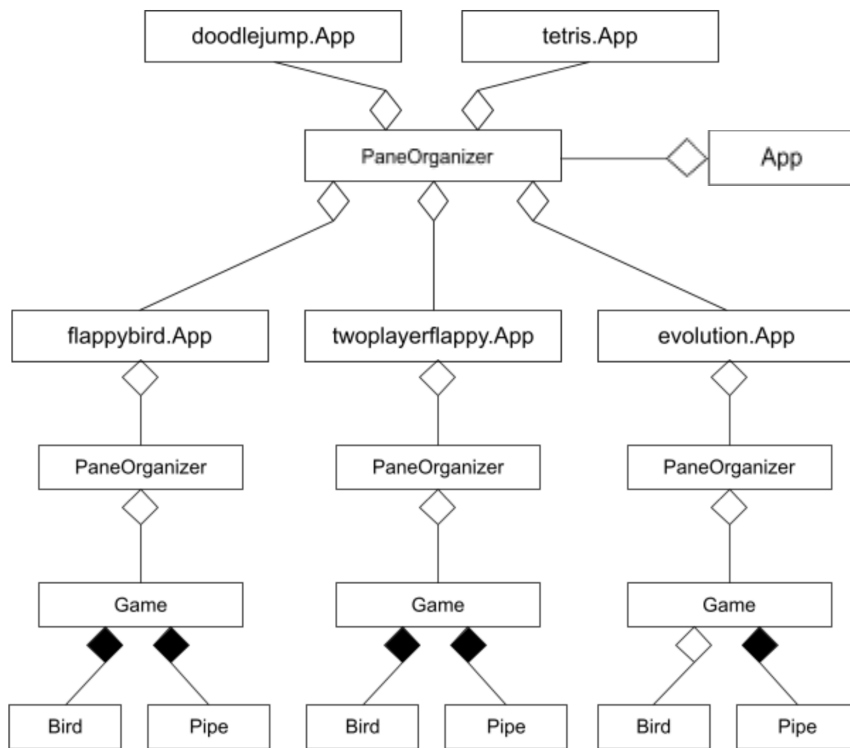 doodlejump.App
tetris.App
PaneOrganizer
App
flappybird.App
twoplayerflappy.App
evolution.App
PaneOrganizer
PaneOrganizer
PaneOrganizer
Game
Game
Game
Bird
Pipe
Bird
Pipe
Bird
Pipe